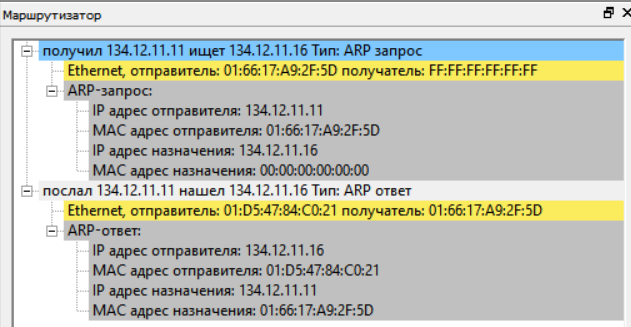 Маршрутизатор
получил 134.12.11.11 ищет 134.12.11.16 Тип: ARP запрос
Ethernet, отправитель: 01:66:17:A9:2F:5D получатель: FF:FF:FF:FF:FF:FF
ARP-запрос:
IP адрес отправителя: 134.12.11.11
MAC адрес отправителя: 01:66:17:A9:2F:5D
IP адрес назначения: 134.12.11.16
MAC адрес назначения: 00:00:00:00:00:00
послал 134.12.11.11 нашел 134.12.11.16 Тип: ARP ответ
Ethernet, отправитель: 01:D5:47:84:C0:21 получатель: 01:66:17:A9:2F:5D
ARP-ответ:
IP адрес отправителя: 134.12.11.16
MAC адрес отправителя: 01:D5:47:84:C0:21
IP адрес назначения: 134.12.11.11
MAC адрес назначения: 01:66:17:A9:2F:5D